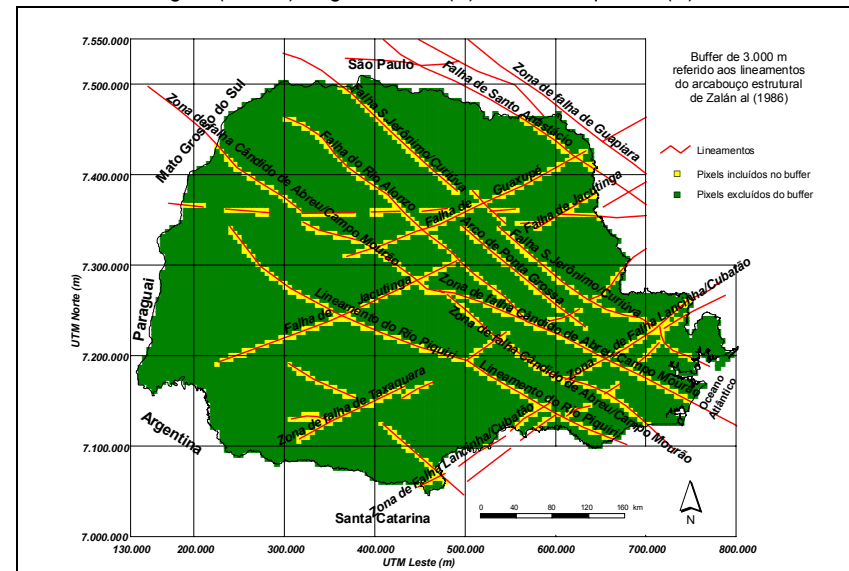 7.550.000
7.500.000
7.400.000
7.300.000
7.200.000
7.100.000
7.000.000
UTM Norte (m)
130.000 200.000 300.000 400.000 500.000 600.000 700.000 800.000
UTM Leste (m)
São Paulo
Mato Grosso do Sul
Paraguai
Argentina
Santa Catarina
Oceano
Atlântico
Zona de falha de Guapiara
Falha de Santo Anastácio
Falha S.Jerônimo/Curiúva
Zona de falha Cândido de Abreu/Campo Mourão
Falha do Rio Alonzo
Falha de Guaxupé
Falha de Jacutinga
Arco de Ponta Grossa
Falha S.Jerônimo/Curiúva
Falha de Jacutinga
Lineamento do Rio Piquiri
Zona de falha Cândido de Abreu/Campo Mourão
Zona de falha Cândido de Abreu/Campo Mourão
Zona de Falha Lancinha/Cubatão
Lineamento do Rio Piquiri
Zona de falha de Taxaquara
Zona de Falha Lancinha/Cubatão
Buffer de 3.000 m
referido aos lineamentos
do arcabouço estrutural
de Zalán al (1986)
Lineamentos
Pixels incluídos no buffer
Pixels excluídos do buffer
0 40 80 120 160 km
N